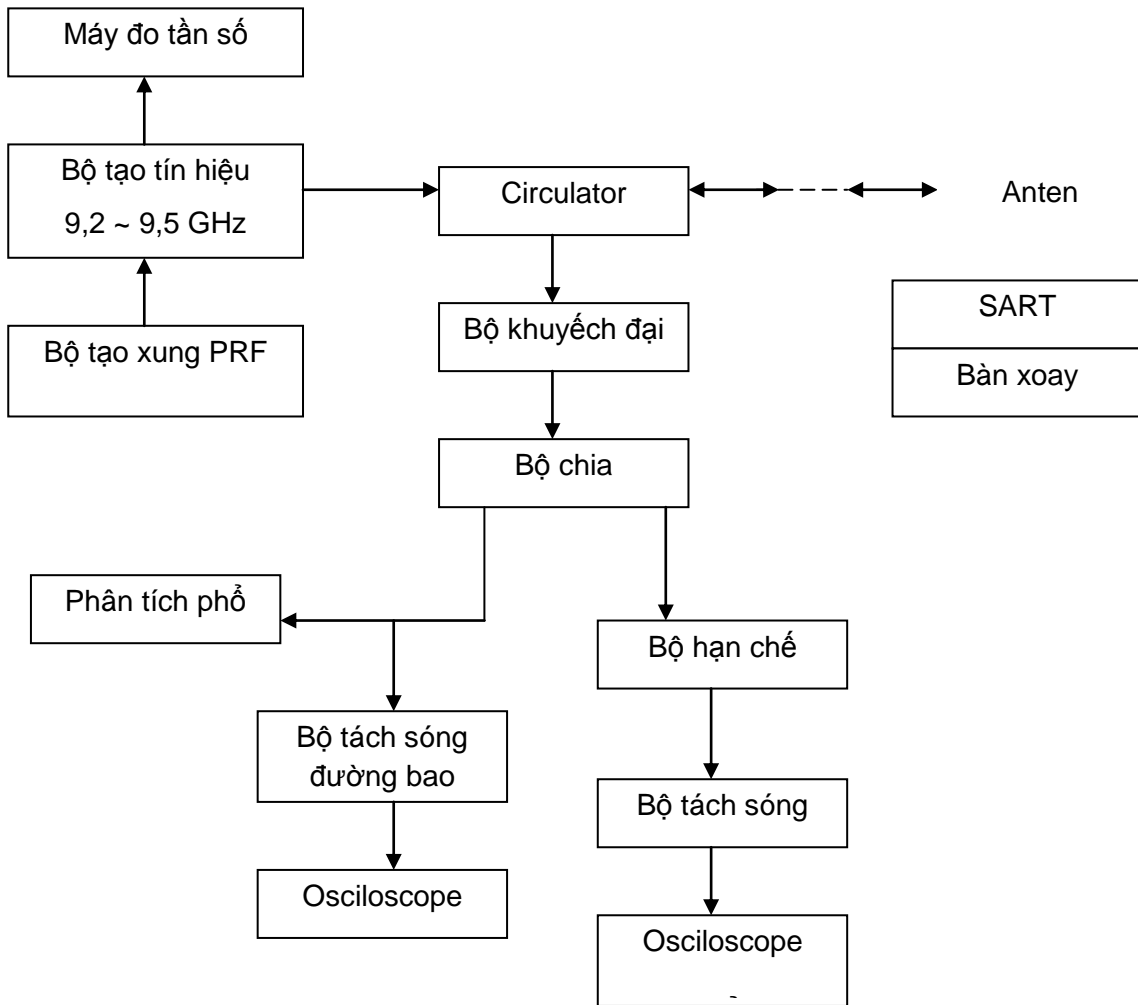 Máy đo tần số
Bộ tạo tín hiệu
9,2 ~ 9,5 GHz
Circulator
Anten
SART
Bộ khuyếch đại
Bộ tạo xung PRF
Bàn xoay
Bộ chia
Phân tích phổ
Bộ hạn chế
Bộ tách sóng
đường bao
Bộ tách sóng
Osciloscope
Osciloscope